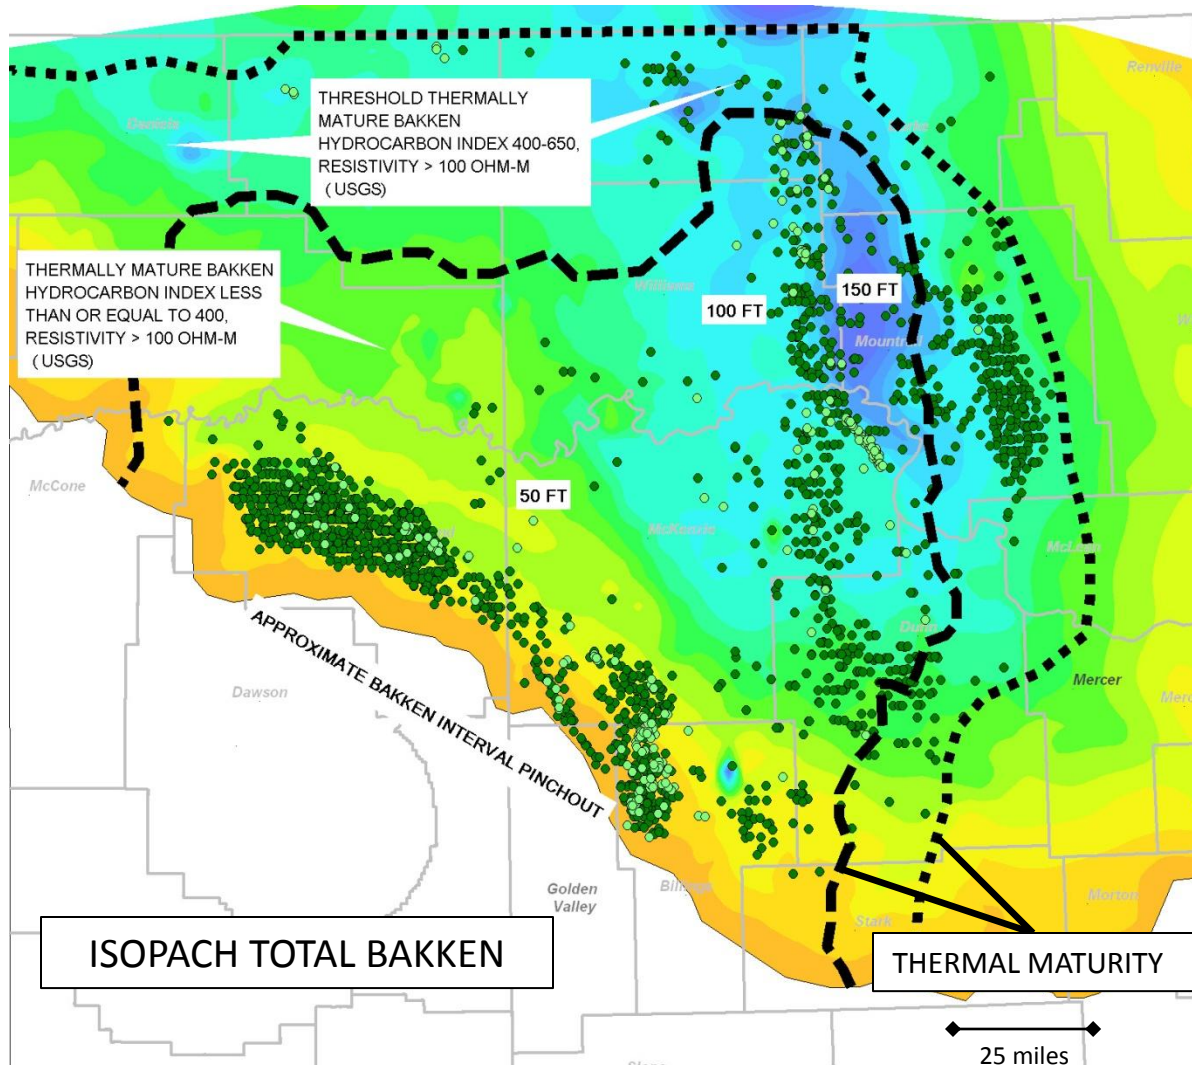 Renville
THRESHOLD THERMALLY
MATURE BAKKEN
HYDROCARBON INDEX 400-650,
RESISTIVITY > 100 OHM-M
( USGS)
Daniels
THERMALLY MATURE BAKKEN
HYDROCARBON INDEX LESS
THAN OR EQUAL TO 400,
RESISTIVITY > 100 OHM-M
( USGS)
Williams
150 FT
100 FT
Mountrail
McCone
50 FT
McKenzie
McLean
APPROXIMATE BAKKEN INTERVAL PINCHOUT
Dunn
Dawson
Mercer
Golden
Valley
Billings
Morton
Stark
ISOPACH TOTAL BAKKEN
THERMAL MATURITY
25 miles